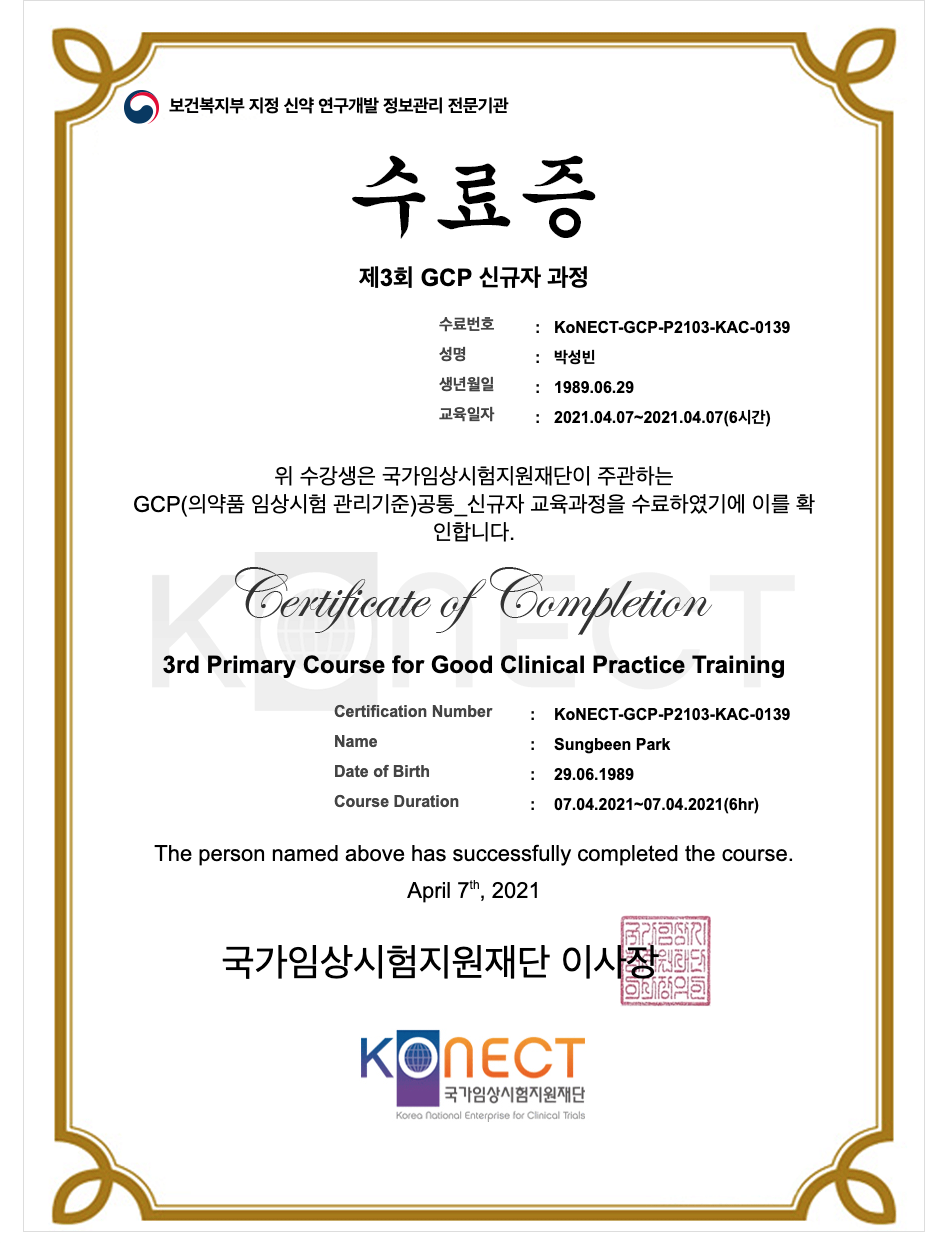 보건복지부 지정 신약 연구개발 정보관리 전문기관
수료증
제3회 GCP 신규자 과정
수료번호 : KoNECT-GCP-P2103-KAC-0139
성명 : 박성빈
생년월일 : 1989.06.29
교육일자 : 2021.04.07~2021.04.07(6시간)
위 수강생은 국가임상시험지원재단이 주관하는
GCP(의약품 임상시험 관리기준)공통_신규자 교육과정을 수료하였기에 이를 확
인합니다.
KONECT
Certificate of Completion
3rd Primary Course for Good Clinical Practice Training
Certification Number : KoNECT-GCP-P2103-KAC-0139
Name : Sungbeen Park
Date of Birth : 29.06.1989
Course Duration : 07.04.2021~07.04.2021(6hr)
The person named above has successfully completed the course.
April 7th, 2021
국가임상시험지원재단 이사장
KONECT
국가임상시험지원재단
Korea National Enterprise for Clinical Trials